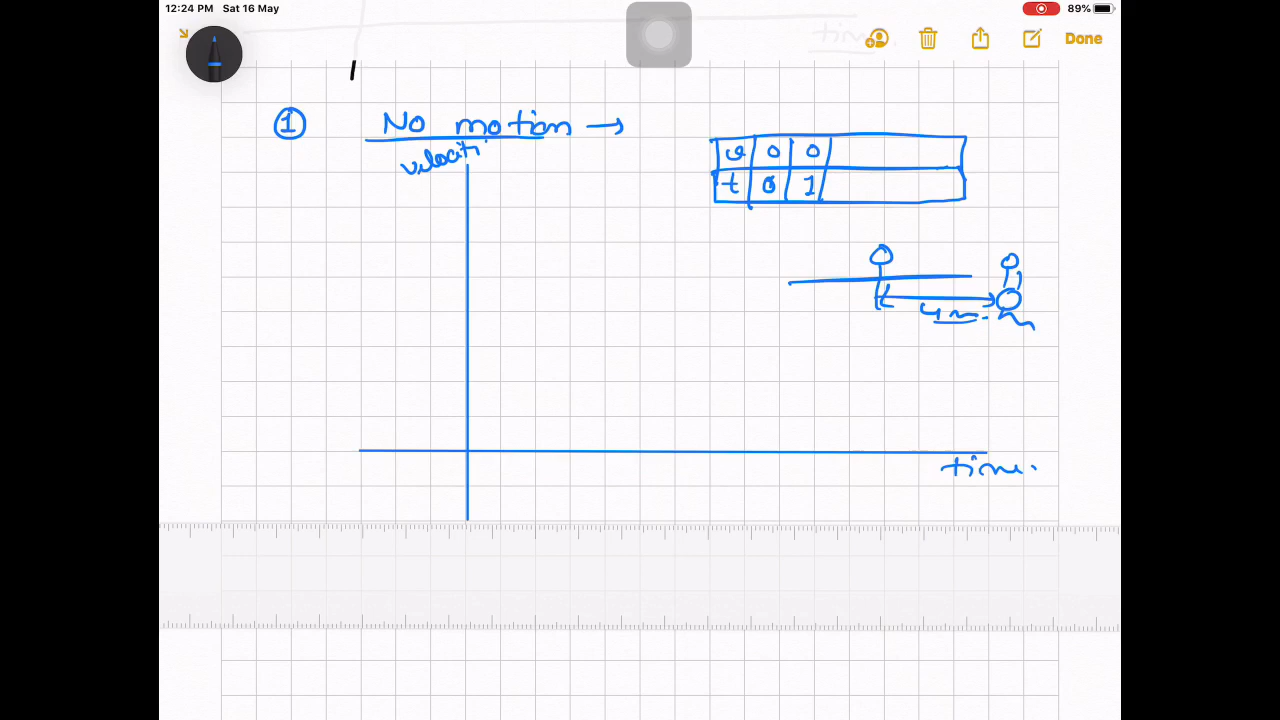 12:24 PM Sat 16 May 89%
Done
① No motion →
velocity
v 0 0
t 0 1
4m.
time.